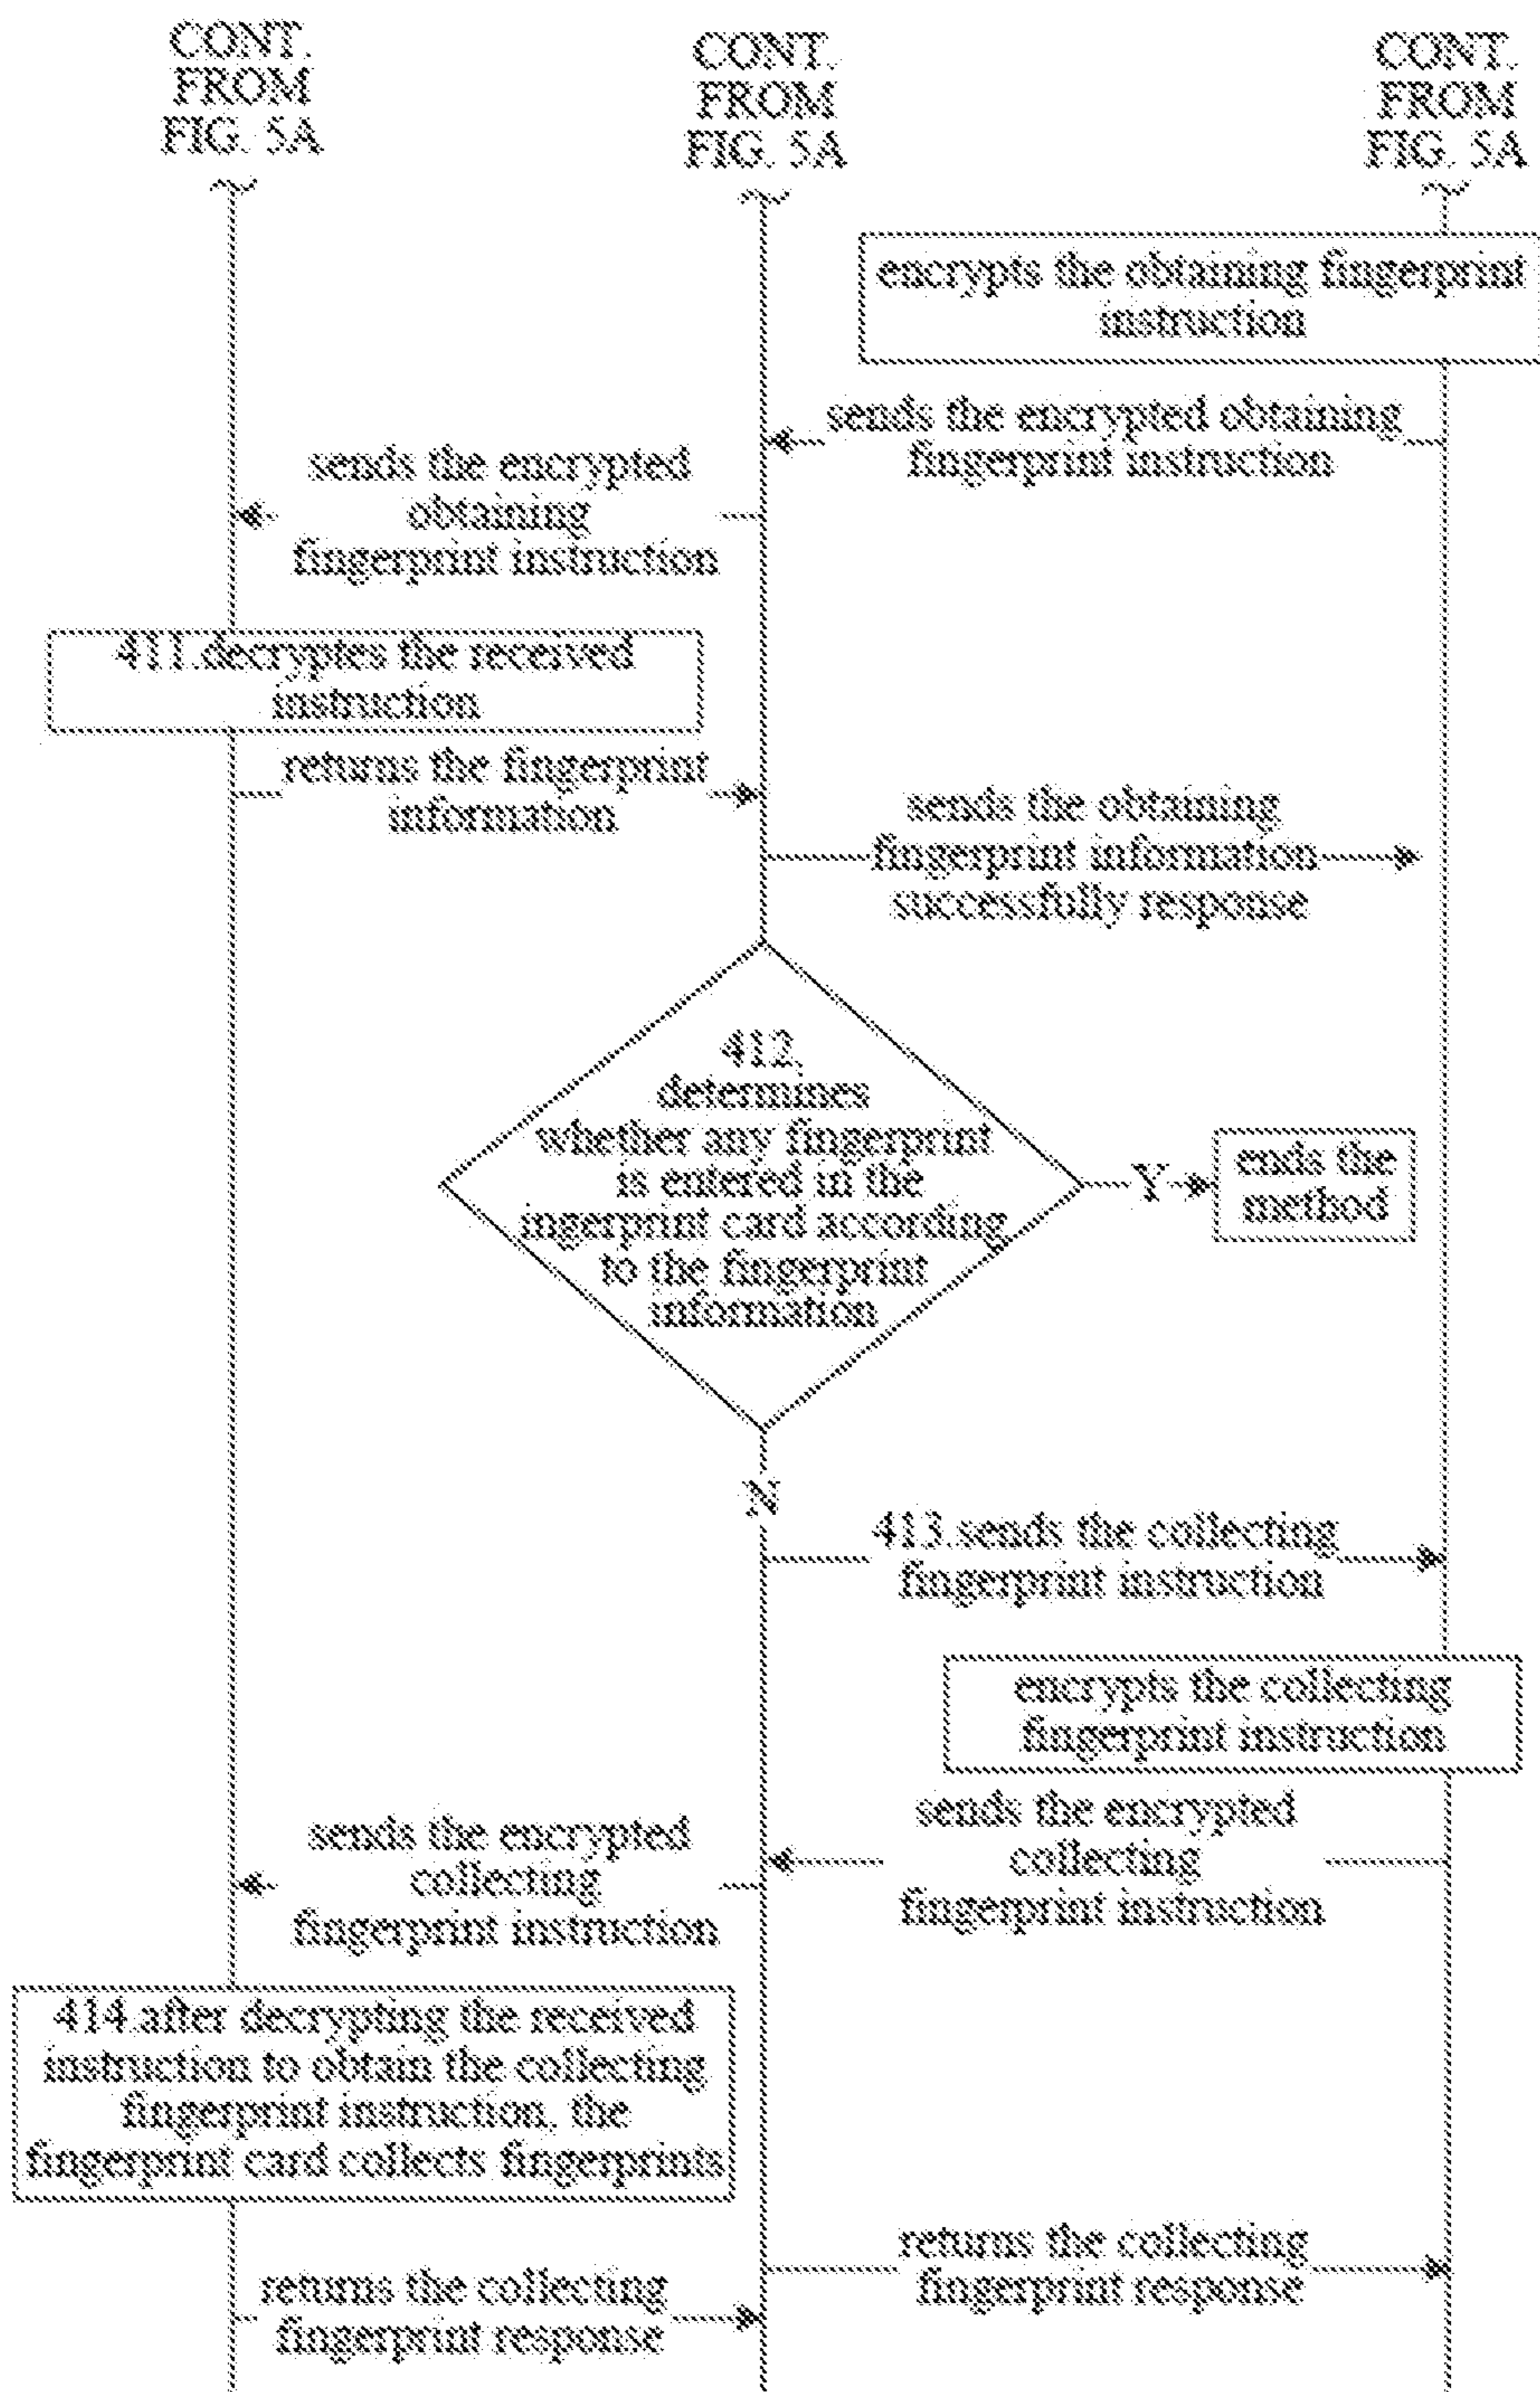 CONT.
FROM
FIG. 5A
CONT.
FROM
FIG. 5A
CONT.
FROM
FIG. 5A
encrypts the obtaining fingerprint
instruction
sends the encrypted obtaining
fingerprint instruction
sends the encrypted
obtaining
fingerprint instruction
411.decryptes the received
instruction
returns the fingerprint
information
sends the obtaining
fingerprint information
successfully response
412,
determines
whether any fingerprint
is entered in the
ingerprint card according
to the fingerprint
information
Y
ends the
method
N
413.sends the collecting
fingerprint instruction
encrypts the collecting
fingerprint instruction
sends the encrypted
collecting
fingerprint instruction
sends the encrypted
collecting
fingerprint instruction
414.after decrypting the received
instruction to obtain the collecting
fingerprint instruction, the
fingerprint card collects fingerprints
returns the collecting
fingerprint response
returns the collecting
fingerprint response